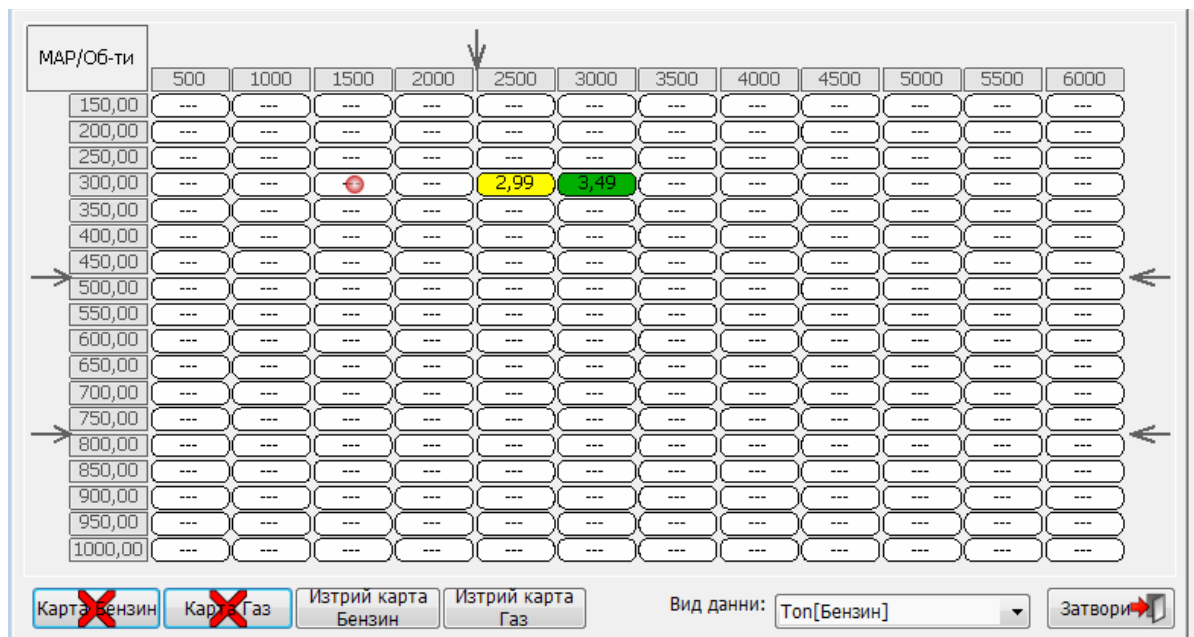 МАР/Об-ти
500 1000 1500 2000 2500 3000 3500 4000 4500 5000 5500 6000
150,00 --- --- --- --- --- --- --- --- --- --- --- ---
200,00 --- --- --- --- --- --- --- --- --- --- --- ---
250,00 --- --- --- --- --- --- --- --- --- --- --- ---
300,00 --- --- --- 2,99 3,49 --- --- --- --- --- ---
350,00 --- --- --- --- --- --- --- --- --- --- --- ---
400,00 --- --- --- --- --- --- --- --- --- --- --- ---
450,00 --- --- --- --- --- --- --- --- --- --- --- ---
500,00 --- --- --- --- --- --- --- --- --- --- --- ---
550,00 --- --- --- --- --- --- --- --- --- --- --- ---
600,00 --- --- --- --- --- --- --- --- --- --- --- ---
650,00 --- --- --- --- --- --- --- --- --- --- --- ---
700,00 --- --- --- --- --- --- --- --- --- --- --- ---
750,00 --- --- --- --- --- --- --- --- --- --- --- ---
800,00 --- --- --- --- --- --- --- --- --- --- --- ---
850,00 --- --- --- --- --- --- --- --- --- --- --- ---
900,00 --- --- --- --- --- --- --- --- --- --- --- ---
950,00 --- --- --- --- --- --- --- --- --- --- --- ---
1000,00 --- --- --- --- --- --- --- --- --- --- --- ---
Карта Бензин Карта Газ Изтрий карта Бензин Изтрий карта Газ Вид данни: Топ[Бензин] Затвори